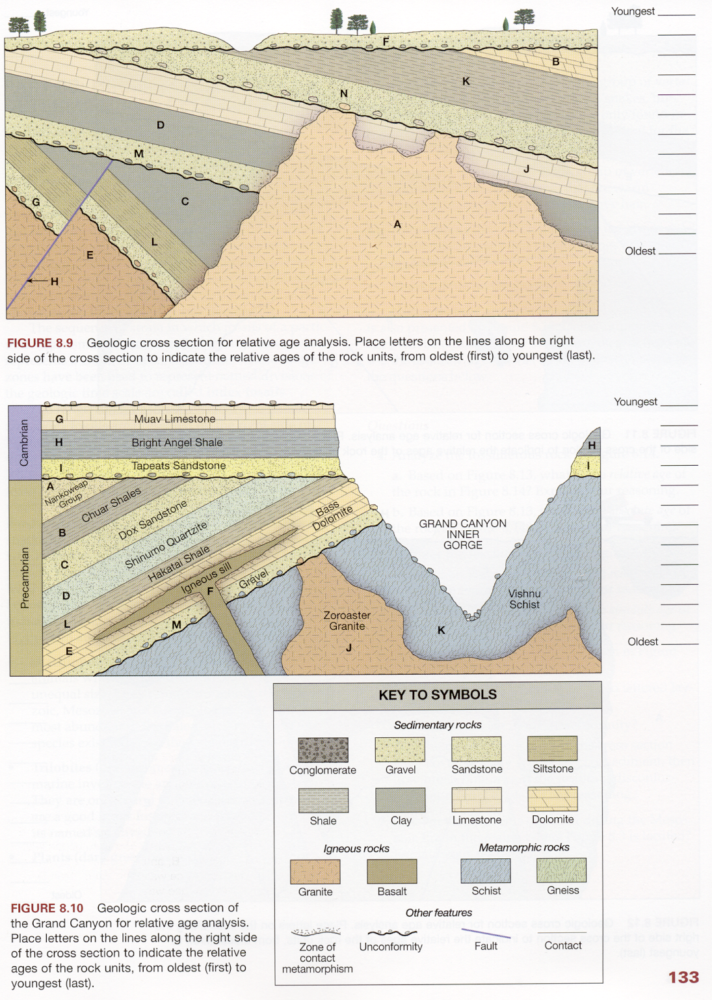 Youngest
F
B
K
N
D
M
J
C
G
L
A
E
H
Oldest
FIGURE 8.9 Geologic cross section for relative age analysis. Place letters on the lines along the right
side of the cross section to indicate the relative ages of the rock units, from oldest (first) to youngest (last).
Youngest
Cambrian
G Muav Limestone
H Bright Angel Shale
H
I Tapeats Sandstone
I
Precambrian
A
Nankoweap
Group
Chuar Shales
B
Dox Sandstone
C
Shinumo Quartzite
D
Hakatai Shale
L
Bass
Dolomite
E
Igneous sill
F
Gravel
M
GRAND CANYON
INNER
GORGE
Vishnu
Schist
K
Zoroaster
Granite
J
Oldest
KEY TO SYMBOLS
Sedimentary rocks
Conglomerate Gravel Sandstone Siltstone
Shale Clay Limestone Dolomite
Igneous rocks Metamorphic rocks
Granite Basalt Schist Gneiss
Other features
Zone of
contact
metamorphism
Unconformity
Fault
Contact
FIGURE 8.10 Geologic cross section of
the Grand Canyon for relative age analysis.
Place letters on the lines along the right side
of the cross section to indicate the relative
ages of the rock units, from oldest (first) to
youngest (last).
133